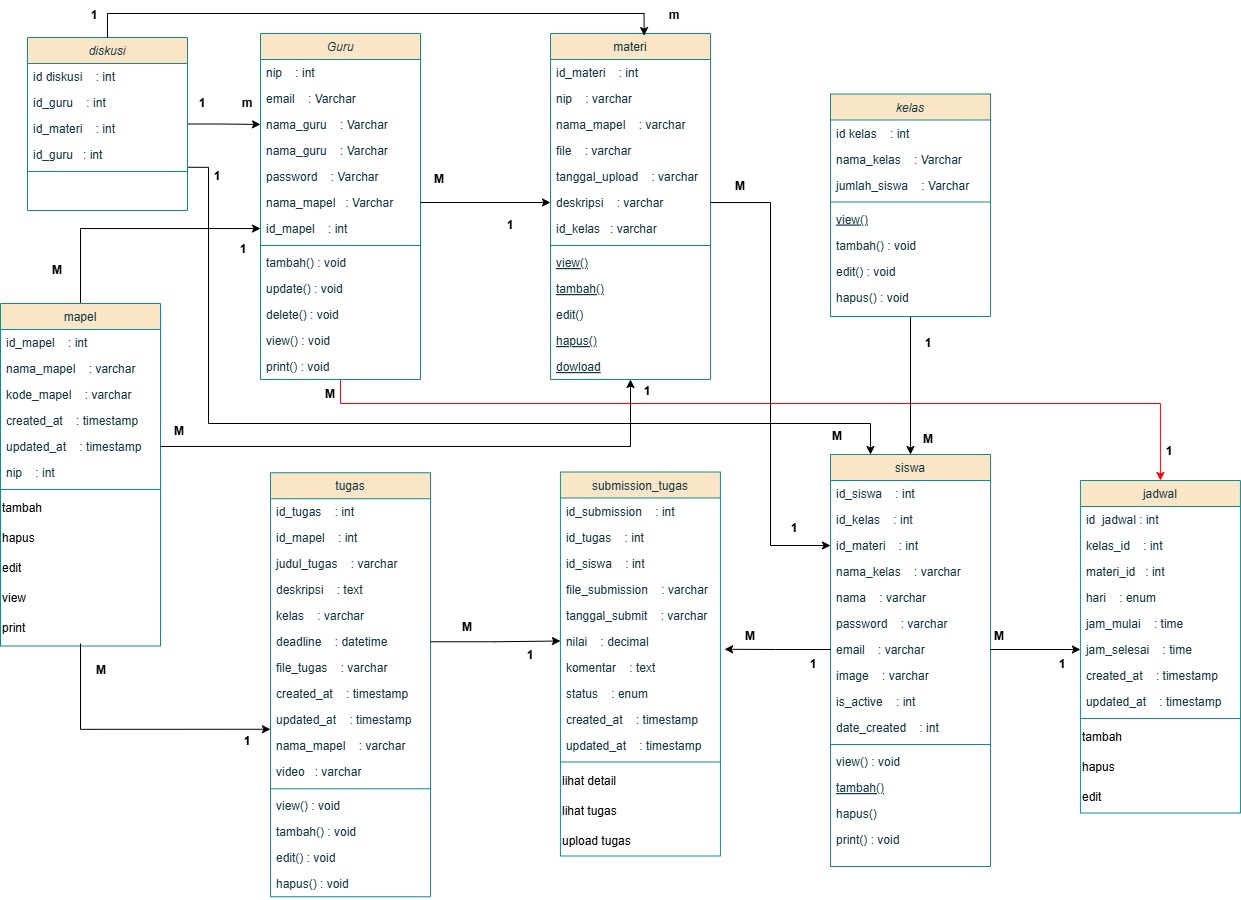 1
m
diskusi
id diskusi : int
id_guru : int
id_materi : int
id_guru : int
1
m
1
Guru
nip : int
email : Varchar
nama_guru : Varchar
nama_guru : Varchar
password : Varchar
nama_mapel : Varchar
id_mapel : int
tambah() : void
update() : void
delete() : void
view() : void
print() : void
M
1
materi
id_materi : int
nip : varchar
nama_mapel : varchar
file : varchar
tanggal_upload : varchar
deskripsi : varchar
id_kelas : varchar
view()
tambah()
edit()
hapus()
dowload
M
1
kelas
id kelas : int
nama_kelas : Varchar
jumlah_siswa : Varchar
view()
tambah() : void
edit() : void
hapus() : void
1
M
M
1
mapel
id_mapel : int
nama_mapel : varchar
kode_mapel : varchar
created_at : timestamp
updated_at : timestamp
nip : int
tambah
hapus
edit
view
print
M
1
M
1
M
1
M
tugas
id_tugas : int
id_mapel : int
judul_tugas : varchar
deskripsi : text
kelas : varchar
deadline : datetime
file_tugas : varchar
created_at : timestamp
updated_at : timestamp
nama_mapel : varchar
video : varchar
view() : void
tambah() : void
edit() : void
hapus() : void
M
1
submission_tugas
id_submission : int
id_tugas : int
id_siswa : int
file_submission : varchar
tanggal_submit : varchar
nilai : decimal
komentar : text
status : enum
created_at : timestamp
updated_at : timestamp
lihat detail
lihat tugas
upload tugas
M
1
siswa
id_siswa : int
id_kelas : int
id_materi : int
nama_kelas : varchar
nama : varchar
password : varchar
email : varchar
image : varchar
is_active : int
date_created : int
view() : void
tambah()
hapus()
print() : void
M
1
jadwal
id jadwal : int
kelas_id : int
materi_id : int
hari : enum
jam_mulai : time
jam_selesai : time
created_at : timestamp
updated_at : timestamp
tambah
hapus
edit